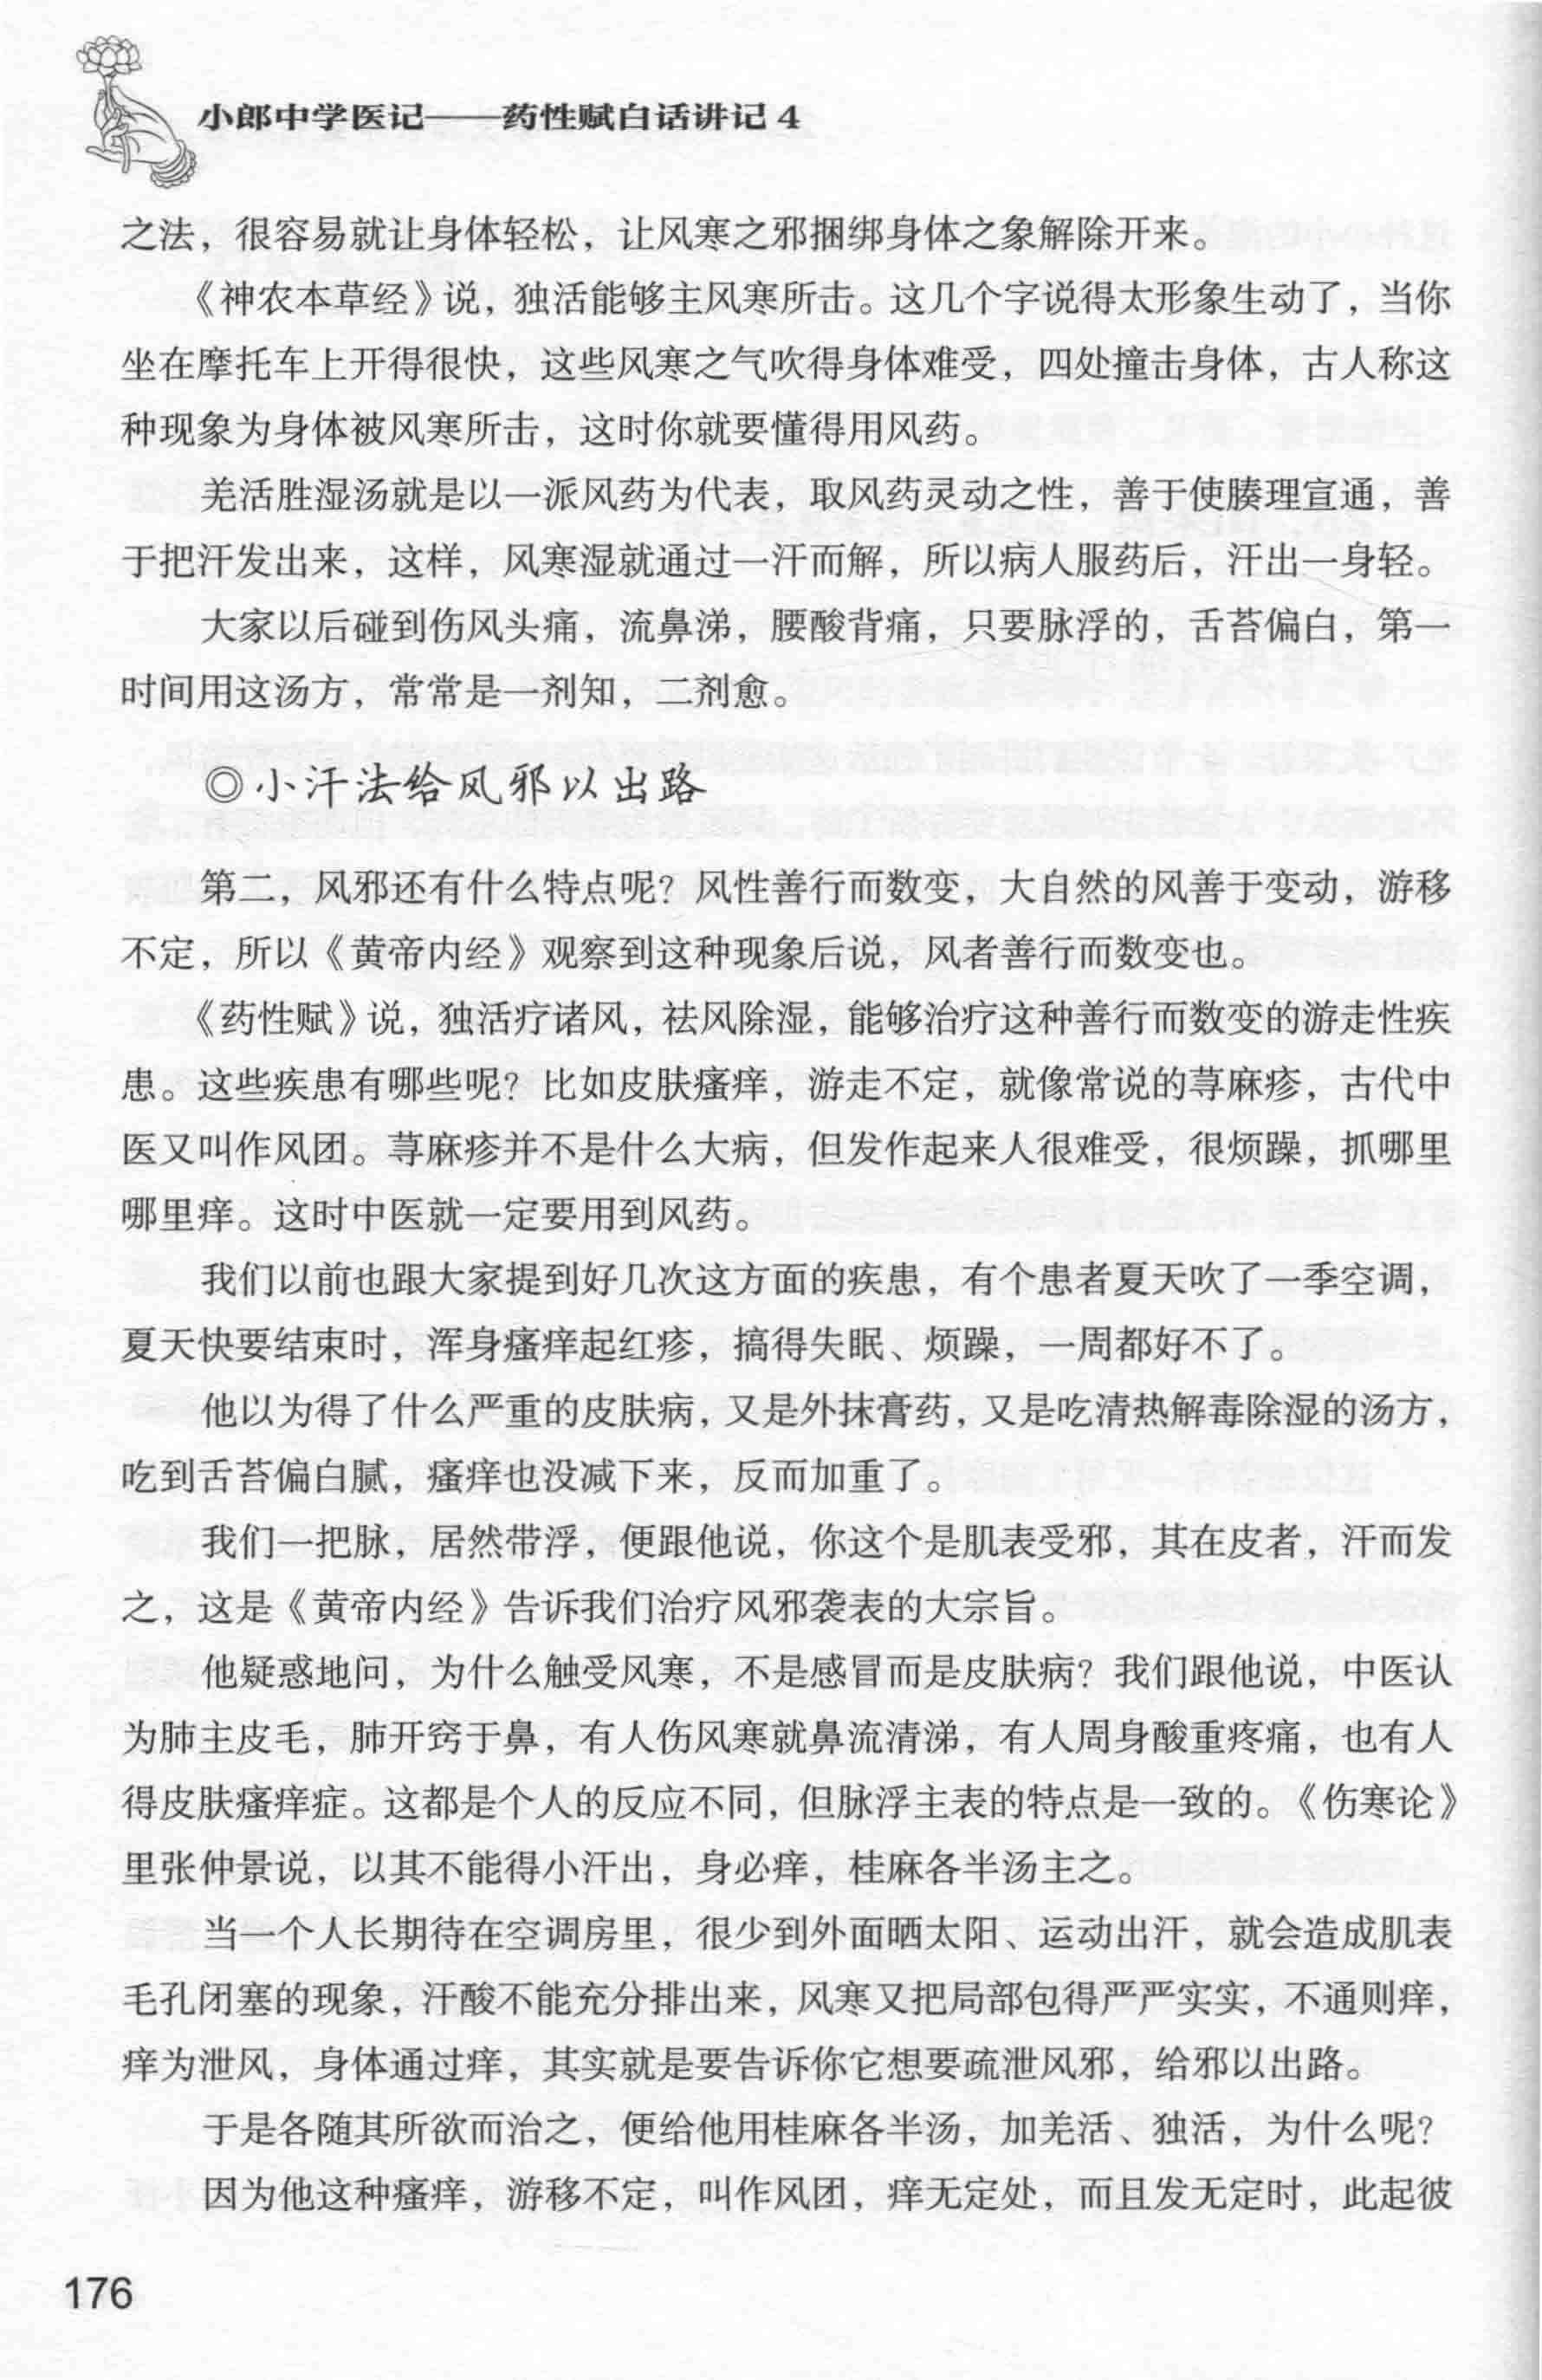 小郎中学医记——药性赋白话讲记 4
之法，很容易就让身体轻松，让风寒之邪捆绑身体之象解除开来。
《神农本草经》说，独活能够主风寒所击。这几个字说得太形象生动了，当你
坐在摩托车上开得很快，这些风寒之气吹得身体难受，四处撞击身体，古人称这
种现象为身体被风寒所击，这时你就要懂得用风药。
羌活胜湿汤就是以一派风药为代表，取风药灵动之性，善于使腠理宣通，善
于把汗发出来，这样，风寒湿就通过一汗而解，所以病人服药后，汗出一身轻。
大家以后碰到伤风头痛，流鼻涕，腰酸背痛，只要脉浮的，舌苔偏白，第一
时间用这汤方，常常是一剂知，二剂愈。
◎小汗法给风邪以出路
第二，风邪还有什么特点呢？风性善行而数变，大自然的风善于变动，游移
不定，所以《黄帝内经》观察到这种现象后说，风者善行而数变也。
《药性赋》说，独活疗诸风，祛风除湿，能够治疗这种善行而数变的游走性疾
患。这些疾患有哪些呢？比如皮肤瘙痒，游走不定，就像常说的荨麻疹，古代中
医又叫作风团。荨麻疹并不是什么大病，但发作起来人很难受，很烦躁，抓哪里
哪里痒。这时中医就一定要用到风药。
我们以前也跟大家提到好几次这方面的疾患，有个患者夏天吹了一季空调，
夏天快要结束时，浑身瘙痒起红疹，搞得失眠、烦躁，一周都好不了。
他以为得了什么严重的皮肤病，又是外抹膏药，又是吃清热解毒除湿的汤方，
吃到舌苔偏白腻，瘙痒也没减下来，反而加重了。
我们一把脉，居然带浮，便跟他说，你这个是肌表受邪，其在皮者，汗而发
之，这是《黄帝内经》告诉我们治疗风邪袭表的大宗旨。
他疑惑地问，为什么触受风寒，不是感冒而是皮肤病？我们跟他说，中医认
为肺主皮毛，肺开窍于鼻，有人伤风寒就鼻流清涕，有人周身酸重疼痛，也有人
得皮肤瘙痒症。这都是个人的反应不同，但脉浮主表的特点是一致的。《伤寒论》
里张仲景说，以其不能得小汗出，身必痒，桂麻各半汤主之。
当一个人长期待在空调房里，很少到外面晒太阳、运动出汗，就会造成肌表
毛孔闭塞的现象，汗酸不能充分排出来，风寒又把局部包得严严实实，不通则痒，
痒为泄风，身体通过痒，其实就是要告诉你它想要疏泄风邪，给邪以出路。
于是各随其所欲而治之，便给他用桂麻各半汤，加羌活、独活，为什么呢？
因为他这种瘙痒，游移不定，叫作风团，痒无定处，而且发无定时，此起彼
176